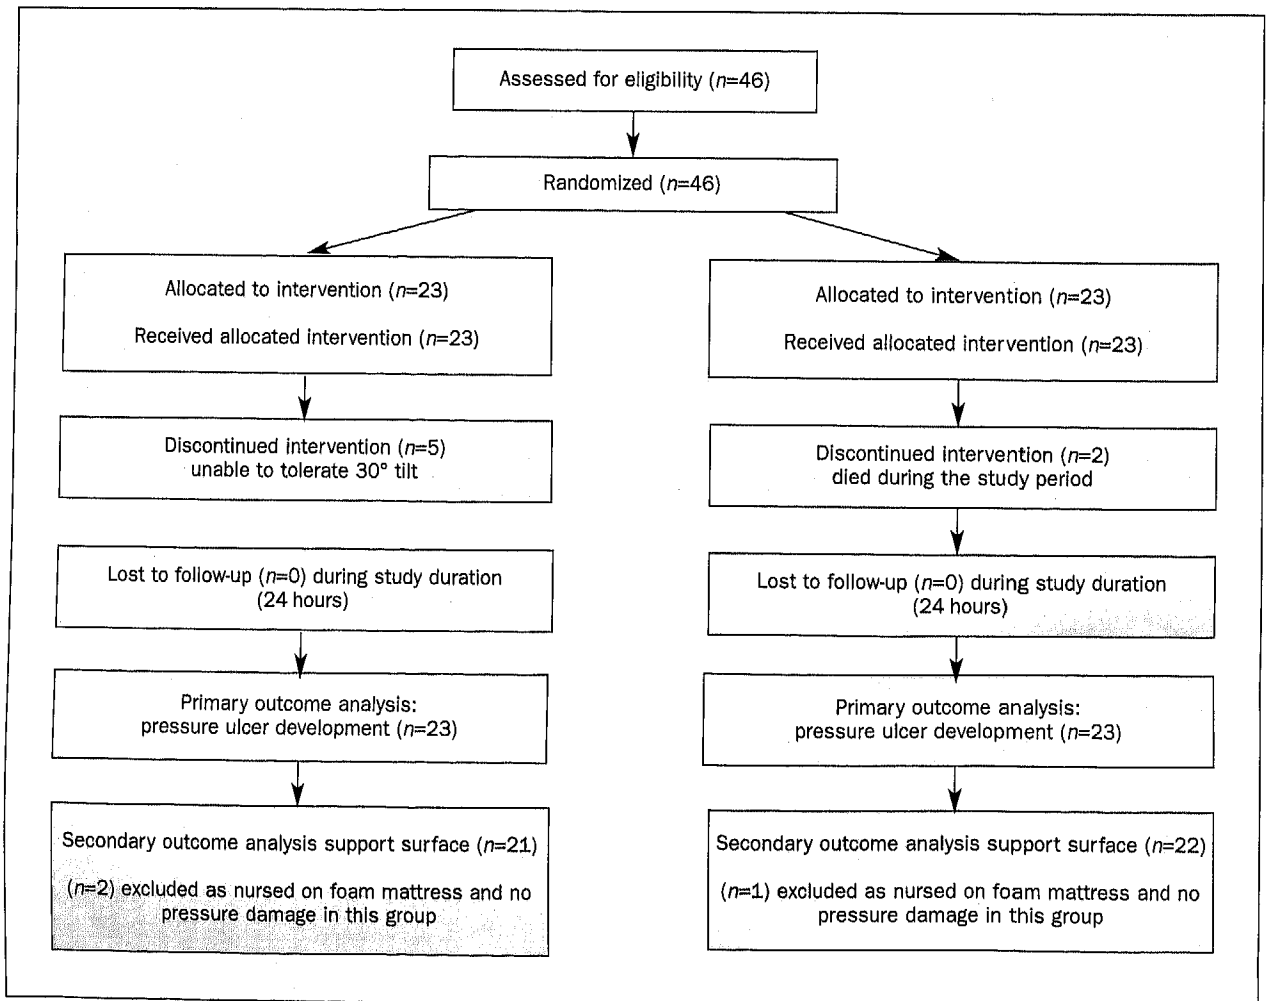 Assessed for eligibility (n=46)
Randomized (n=46)
Allocated to intervention (n=23)
Received allocated intervention (n=23)
Discontinued intervention (n=5)
unable to tolerate 30° tilt
Lost to follow-up (n=0) during study duration
(24 hours)
Primary outcome analysis:
pressure ulcer development (n=23)
Secondary outcome analysis support surface (n=21)
(n=2) excluded as nursed on foam mattress and no
pressure damage in this group
Allocated to intervention (n=23)
Received allocated intervention (n=23)
Discontinued intervention (n=2)
died during the study period
Lost to follow-up (n=0) during study duration
(24 hours)
Primary outcome analysis:
pressure ulcer development (n=23)
Secondary outcome analysis support surface (n=22)
(n=1) excluded as nursed on foam mattress and no
pressure damage in this group